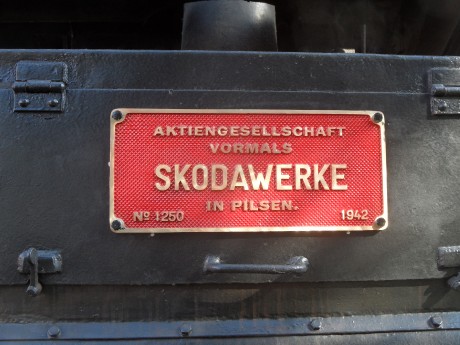 AKTIENGESELLSCHAFT
VORMALS
SKODAWERKE
IN PILSEN.
No 1250 1942